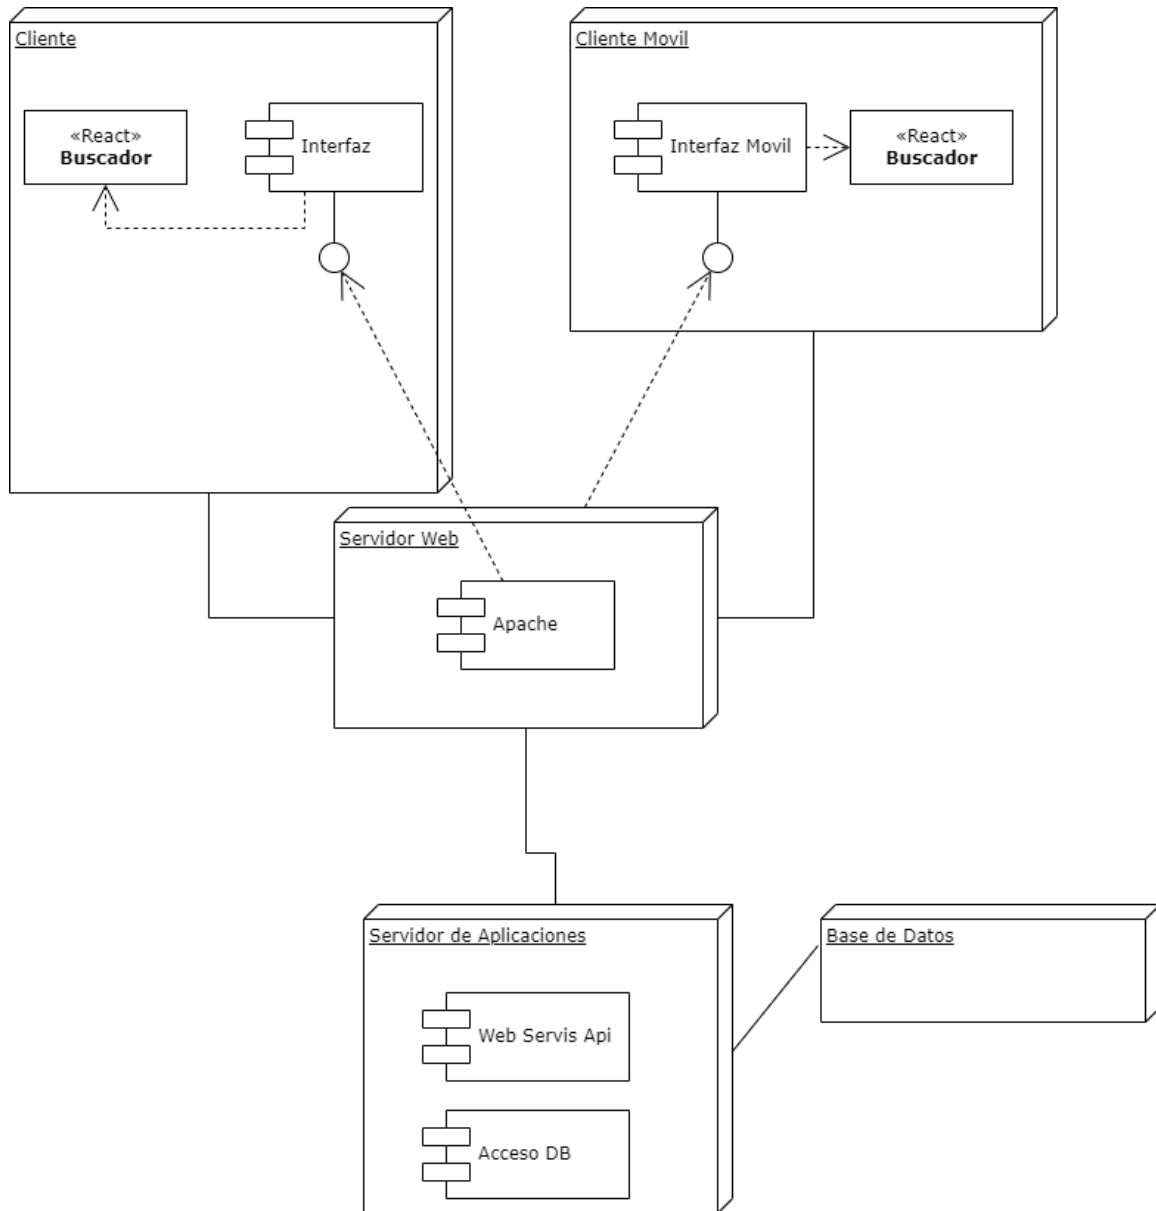 Cliente
«React»
Buscador
Interfaz
Cliente Movil
Interfaz Movil
«React»
Buscador
Servidor Web
Apache
Servidor de Aplicaciones
Web Servis Api
Acceso DB
Base de Datos